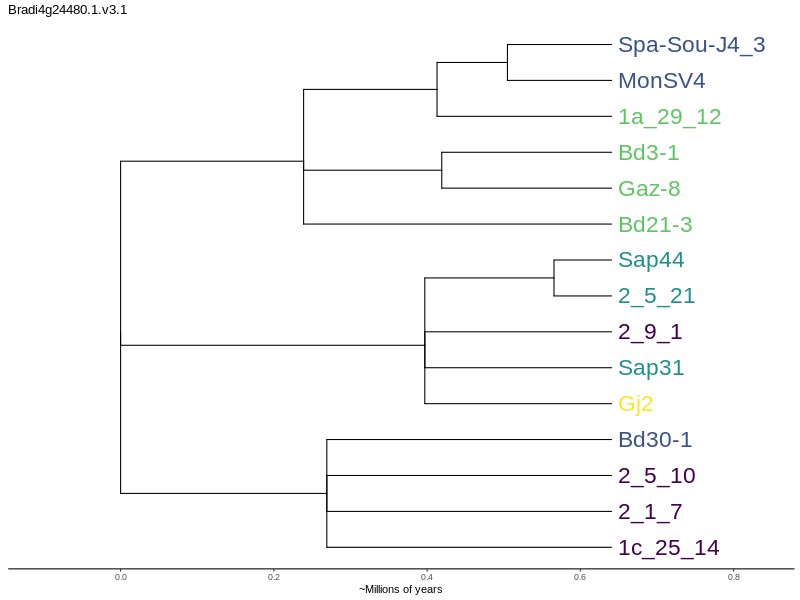 Bradi4g24480.1.v3.1
Spa-Sou-J4_3
MonSV4
1a_29_12
Bd3-1
Gaz-8
Bd21-3
Sap44
2_5_21
2_9_1
Sap31
Gj2
Bd30-1
2_5_10
2_1_7
1c_25_14
0.0 0.2 0.4 0.6 0.8
~Millions of years